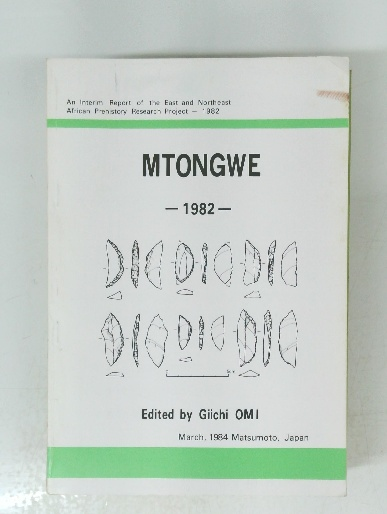 An Interim Report of the East and Northeast
African Prehistory Research Project — 1982
MTONGWE
— 1982 —
Edited by Giichi OMI
March, 1984 Matsumoto, Japan